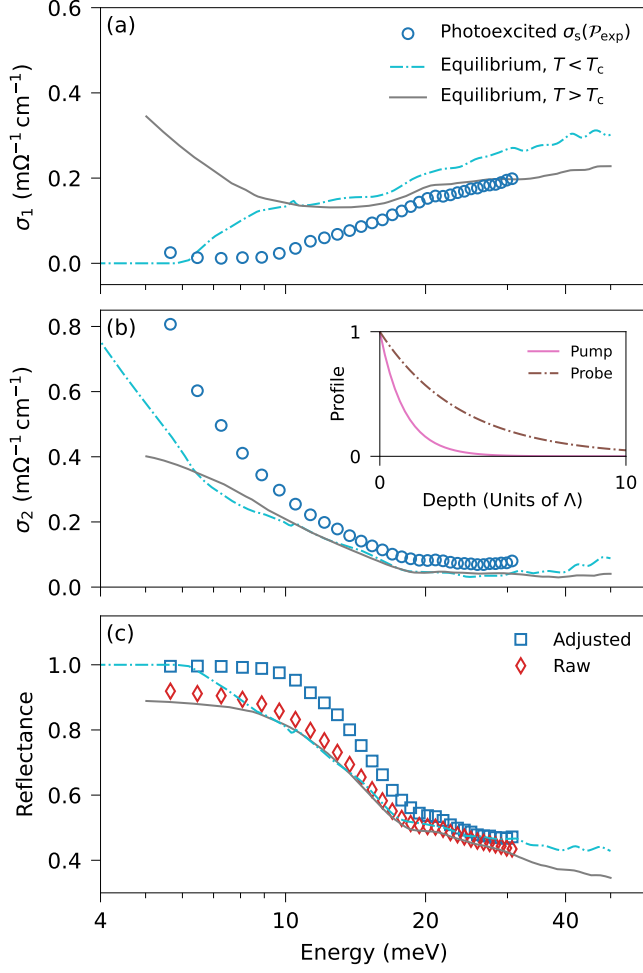 (a)
Photoexcited σs(𝒫exp)
Equilibrium, T < Tc
Equilibrium, T > Tc
0.6
0.4
0.2
0.0
σ1 (mΩ−1 cm−1)
(b)
0.8
0.6
0.4
0.2
0.0
σ2 (mΩ−1 cm−1)
1
0
Profile
Pump
Probe
0
10
Depth (Units of Λ)
(c)
Adjusted
Raw
1.0
0.8
0.6
0.4
Reflectance
4
10
20
40
Energy (meV)